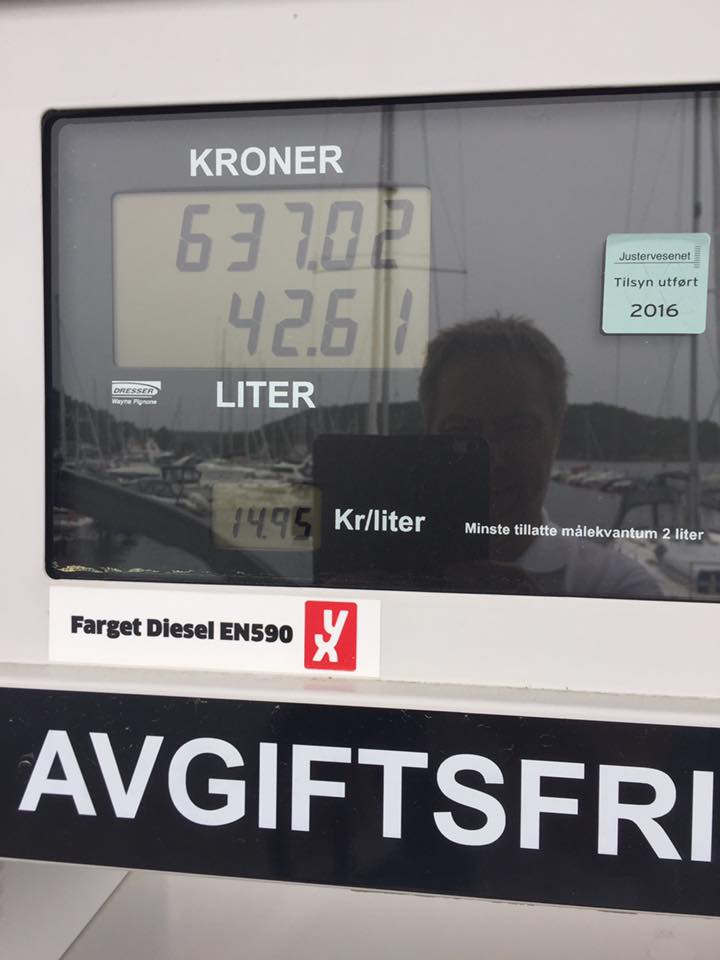 KRONER
637.02
42.61
LITER
DRESSER
Wayne Pignone
Justervesenet
Tilsyn utført
2016
14.95
Kr/liter
Minste tillatte målekvantum 2 liter
Farget Diesel EN590
YX
AVGIFTSFRI